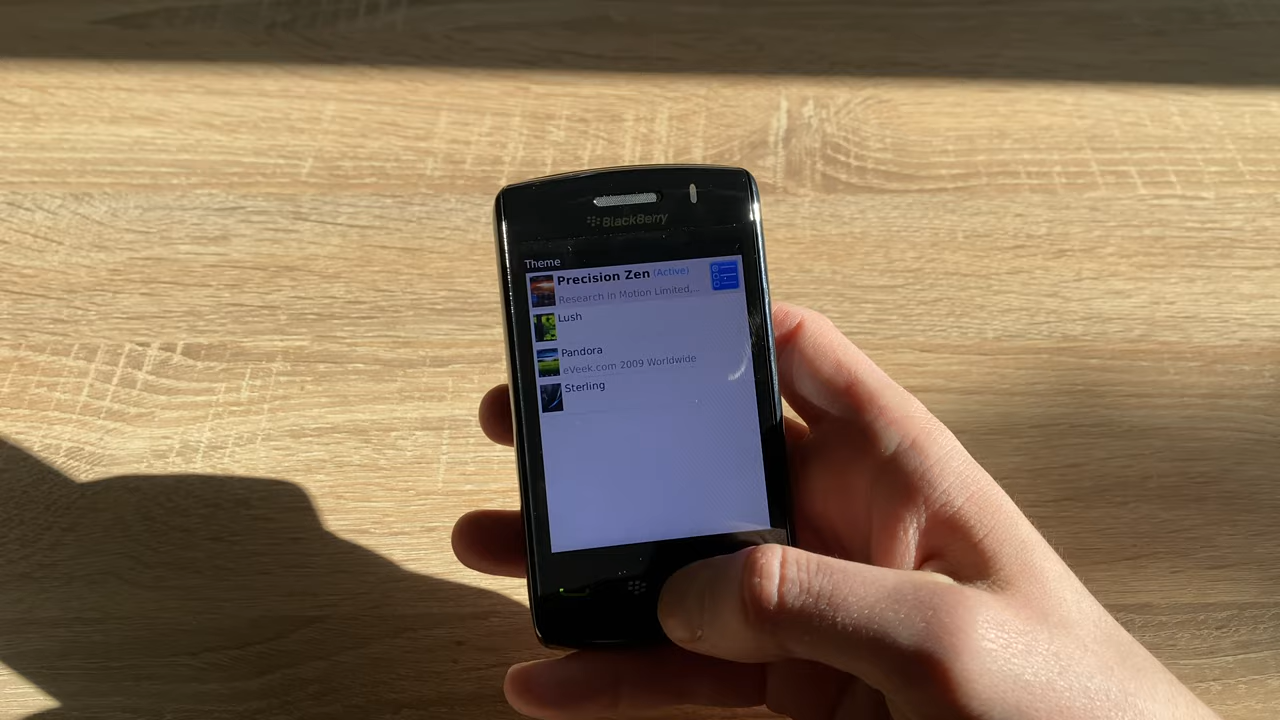 BlackBerry
Theme
Precision Zen (Active)
Research in Motion Limited,...
Lush
Pandora
eVeek.com 2009 Worldwide
Sterling